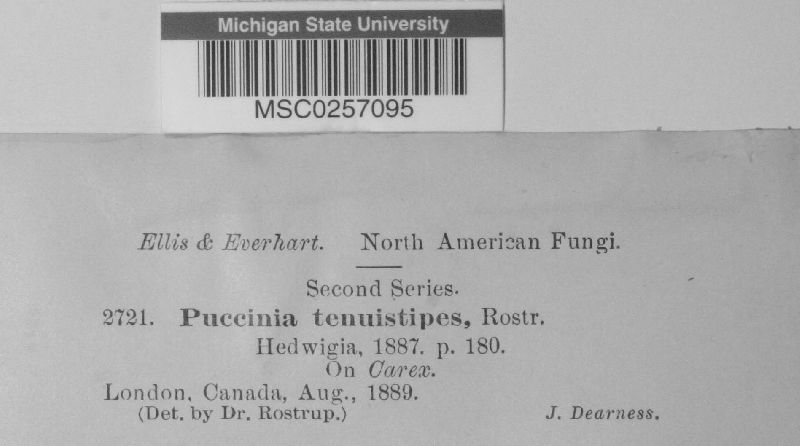 Michigan State University
MSC0257095
Ellis & Everhart. North American Fungi.
Second Series.
2721. Puccinia tenuistipes, Rostr.
Hedwigia, 1887. p. 180.
On Carex.
London, Canada, Aug., 1889.
(Det. by Dr. Rostrup.) J. Dearness.